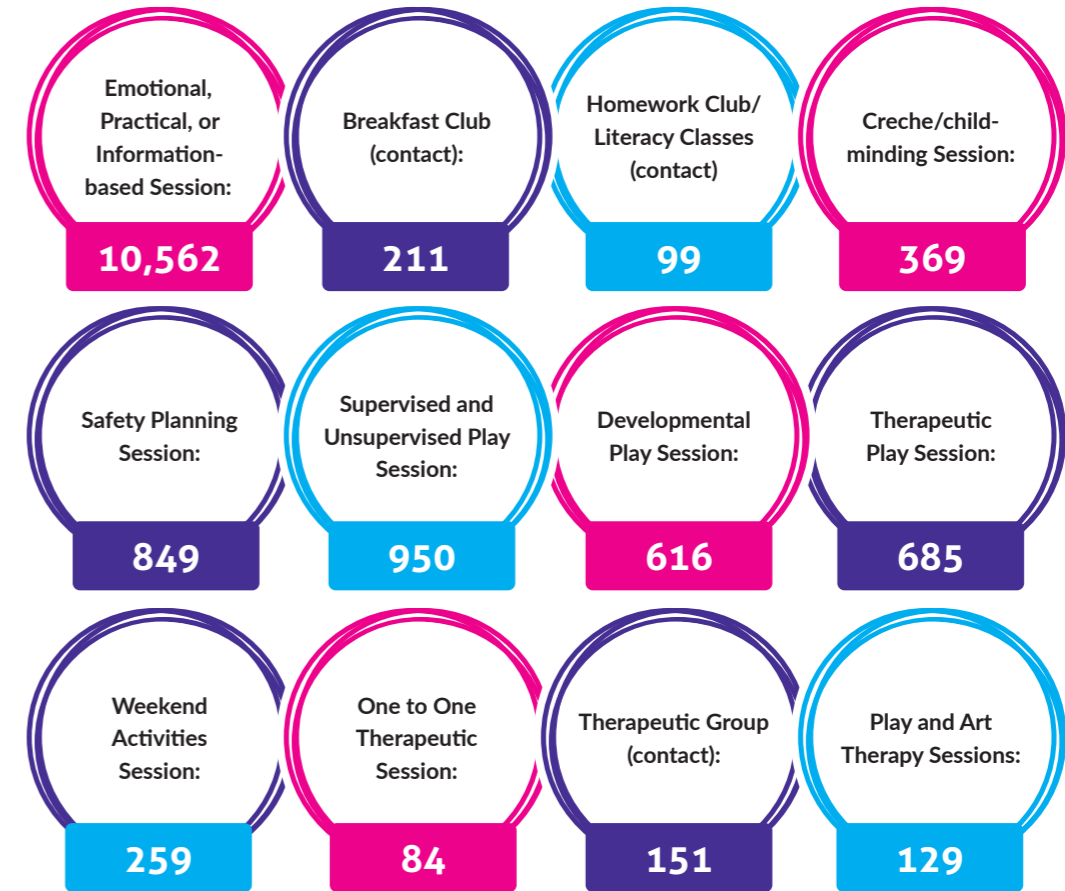 Emotional,
Practical, or
Information-
based Session:
10,562
Breakfast Club
(contact):
211
Homework Club/
Literacy Classes
(contact)
99
Creche/child-
minding Session:
369
Safety Planning
Session:
849
Supervised and
Unsupervised Play
Session:
950
Developmental
Play Session:
616
Therapeutic
Play Session:
685
Weekend
Activities
Session:
259
One to One
Therapeutic
Session:
84
Therapeutic Group
(contact):
151
Play and Art
Therapy Sessions:
129